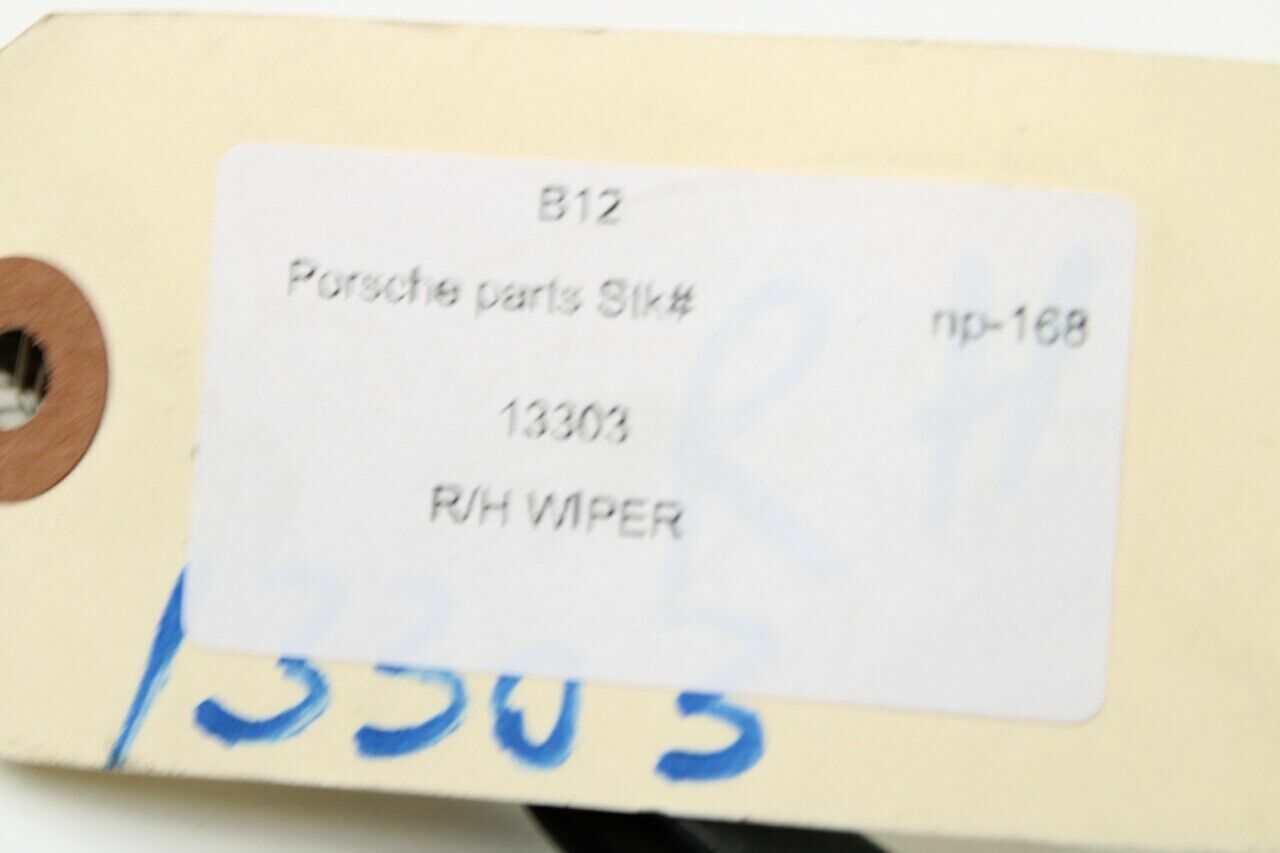 B12
Porsche parts Stk# np-168
13303
R/H WIPER
RH
13303